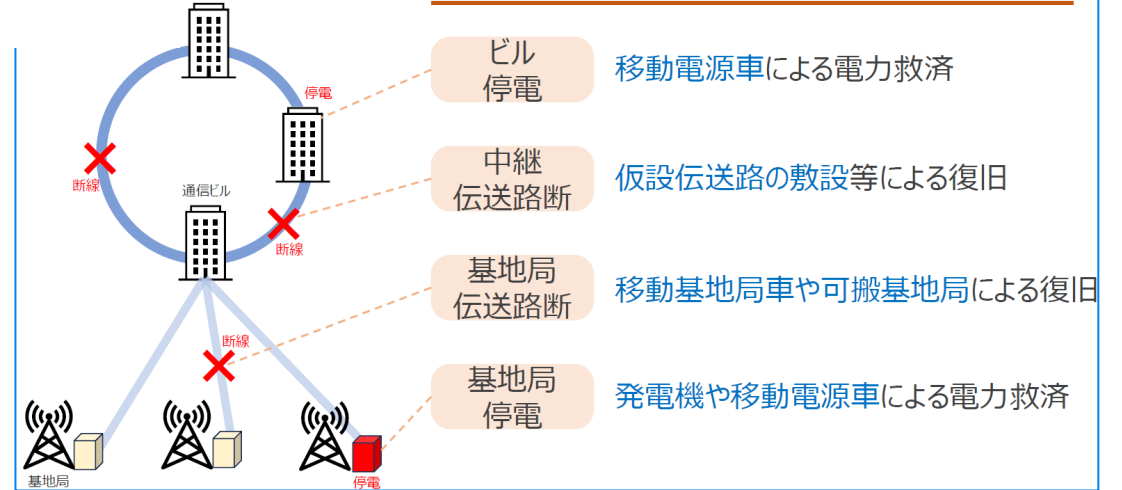 停電
断線
通信ビル
断線
断線
基地局
停電
ビル
停電
移動電源車による電力救済
中継
伝送路断
仮設伝送路の敷設等による復旧
基地局
伝送路断
移動基地局車や可搬基地局による復旧
基地局
停電
発電機や移動電源車による電力救済